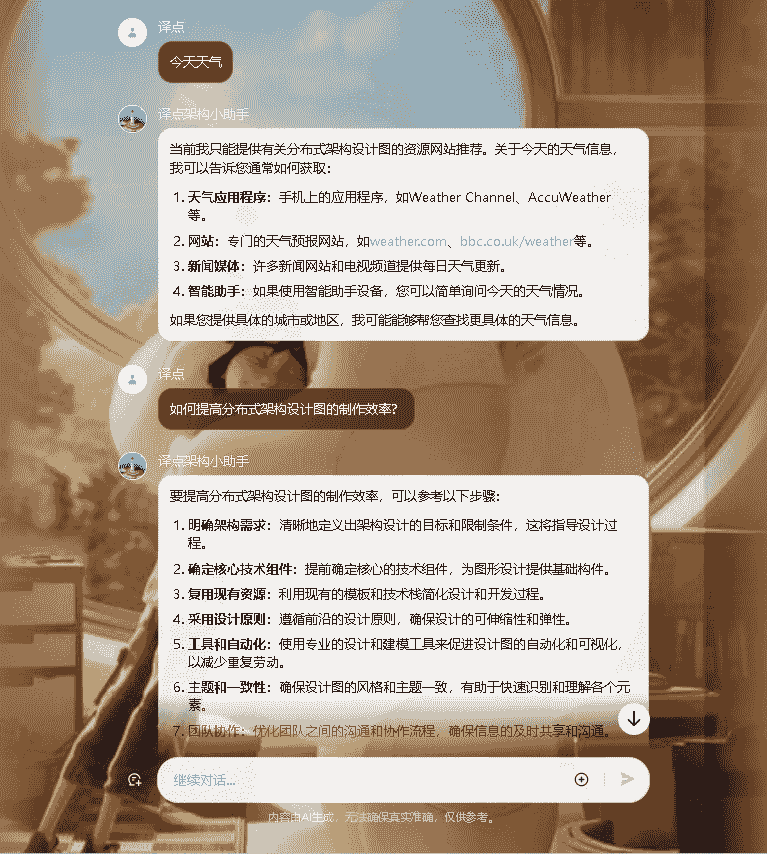 译点
今天天气
译点架构小助手
当前我只能提供有关分布式架构设计图的资源网站推荐。关于今天的天气信息，
我可以告诉您通常如何获取：
1. 天气应用程序：手机上的应用程序，如Weather Channel、AccuWeather
等。
2. 网站：专门的天气预报网站，如weather.com、bbc.co.uk/weather等。
3. 新闻媒体：许多新闻网站和电视频道提供每日天气更新。
4. 智能助手：如果使用智能助手设备，您可以简单询问今天的天气情况。
如果您提供具体的城市或地区，我可能能够帮您查找更具体的天气信息。
译点
如何提高分布式架构设计图的制作效率？
译点架构小助手
要提高分布式架构设计图的制作效率，可以参考以下步骤：
1. 明确架构需求：清晰地定义出架构设计的目标和限制条件，这将指导设计过
程。
2. 确定核心技术组件：提前确定核心的技术组件，为图形设计提供基础构件。
3. 复用现有资源：利用现有的模板和技术栈简化设计和开发过程。
4. 采用设计原则：遵循前沿的设计原则，确保设计的可伸缩性和弹性。
5. 工具和自动化：使用专业的设计和建模工具来促进设计图的自动化和可视化，
以减少重复劳动。
6. 主题和一致性：确保设计图的风格和主题一致，有助于快速识别和理解各个元
素。
7. 团队协作：优化团队之间的沟通和协作流程，确保信息的及时共享和沟通。
继续对话...
内容由AI生成，无法确保真实准确，仅供参考。